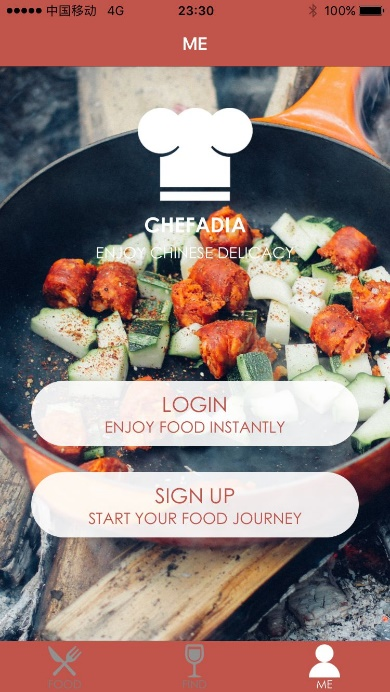 中国移动 4G 23:30 100%
ME
CHEFADIA
ENJOY CHINESE DELICACY
LOGIN
ENJOY FOOD INSTANTLY
SIGN UP
START YOUR FOOD JOURNEY
FOOD FIND ME